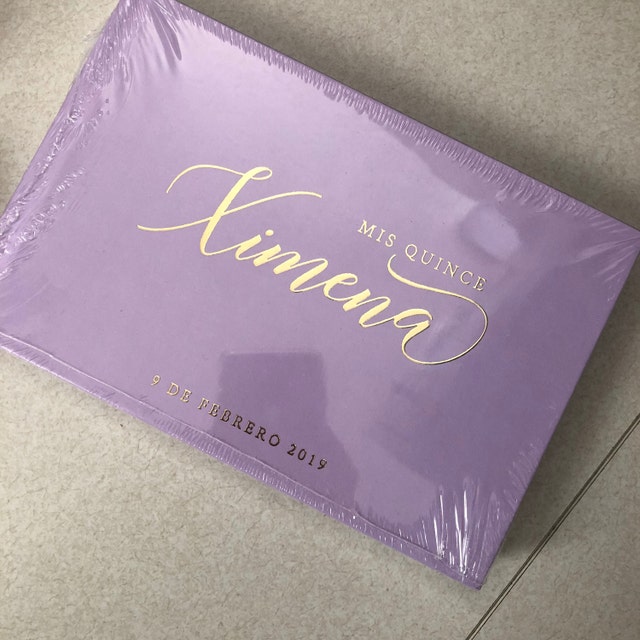 MIS QUINCE
Ximena
9 DE FEBRERO 2019